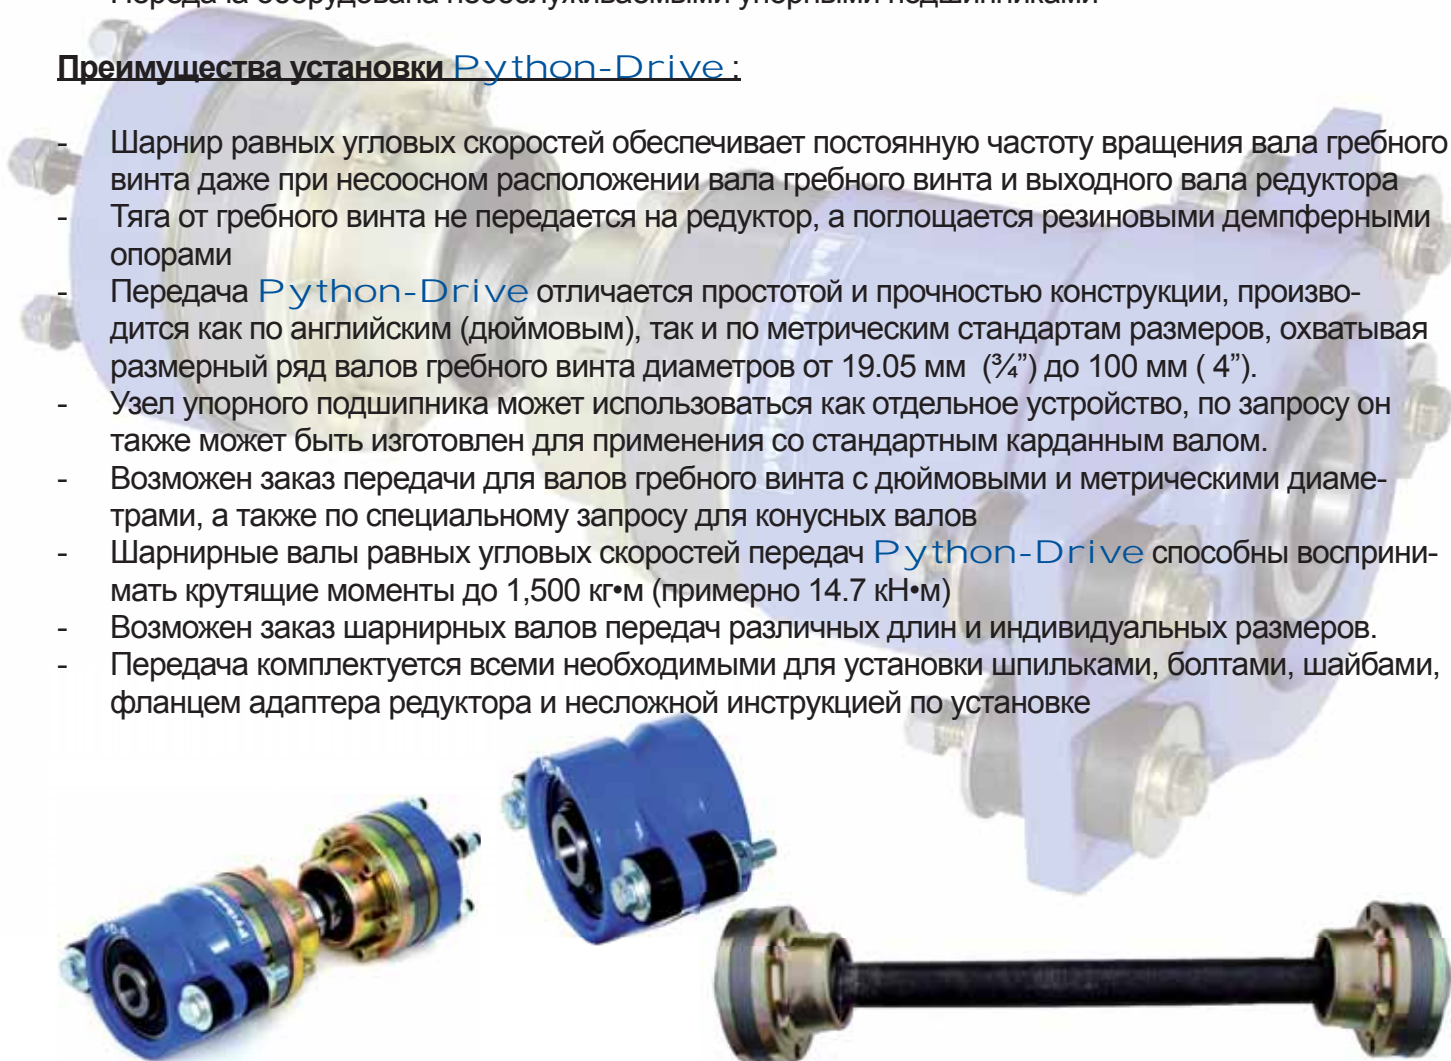 Передача оборудована необслуживаемыми упорными подшипниками
Преимущества установки Python-Drive:
- Шарнир равных угловых скоростей обеспечивает постоянную частоту вращения вала гребного
винта даже при несоосном расположении вала гребного винта и выходного вала редуктора
- Тяга от гребного винта не передается на редуктор, а поглощается резиновыми демпферными
опорами
- Передача Python-Drive отличается простотой и прочностью конструкции, произво-
дится как по английским (дюймовым), так и по метрическим стандартам размеров, охватывая
размерный ряд валов гребного винта диаметров от 19.05 мм (¾”) до 100 мм ( 4”).
- Узел упорного подшипника может использоваться как отдельное устройство, по запросу он
также может быть изготовлен для применения со стандартным карданным валом.
- Возможен заказ передачи для валов гребного винта с дюймовыми и метрическими диаме-
трами, а также по специальному запросу для конусных валов
- Шарнирные валы равных угловых скоростей передач Python-Drive способны восприни-
мать крутящие моменты до 1,500 кг•м (примерно 14.7 кН•м)
- Возможен заказ шарнирных валов передач различных длин и индивидуальных размеров.
- Передача комплектуется всеми необходимыми для установки шпильками, болтами, шайбами,
фланцем адаптера редуктора и несложной инструкцией по установке